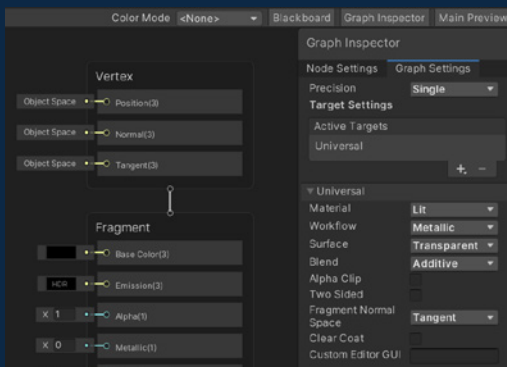 Color Mode <None> Blackboard Graph Inspector Main Preview
Graph Inspector
Node Settings Graph Settings
Precision Single
Target Settings
Active Targets
Universal
+ -
Universal
Material Lit
Workflow Metallic
Surface Transparent
Blend Additive
Alpha Clip
Two Sided
Fragment Normal
Space Tangent
Clear Coat
Custom Editor GUI
Vertex
Object Space Position(3)
Object Space Normal(3)
Object Space Tangent(3)
Fragment
Base Color(3)
HDR Emission(3)
X 1 Alpha(1)
X 0 Metallic(1)